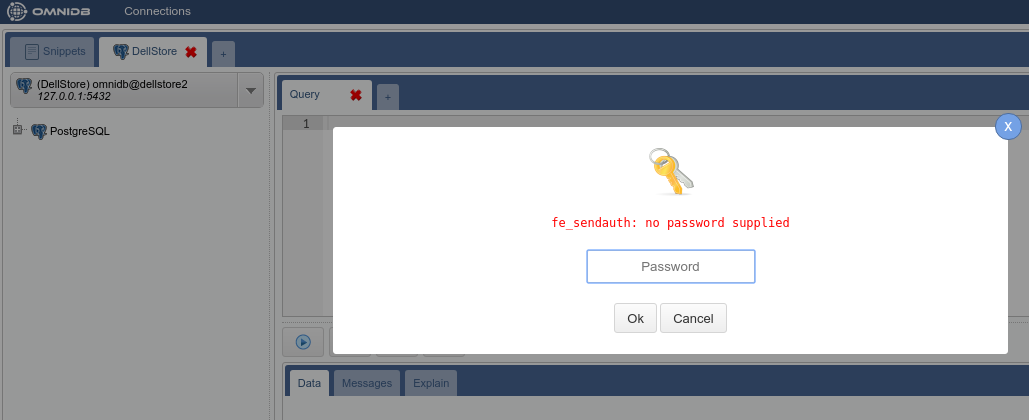 OMNIDB Connections
Snippets DellStore +
(DellStore) omnidb@dellstore2
127.0.0.1:5432
PostgreSQL
Query +
1
X
fe_sendauth: no password supplied
Password
Ok Cancel
Data Messages Explain